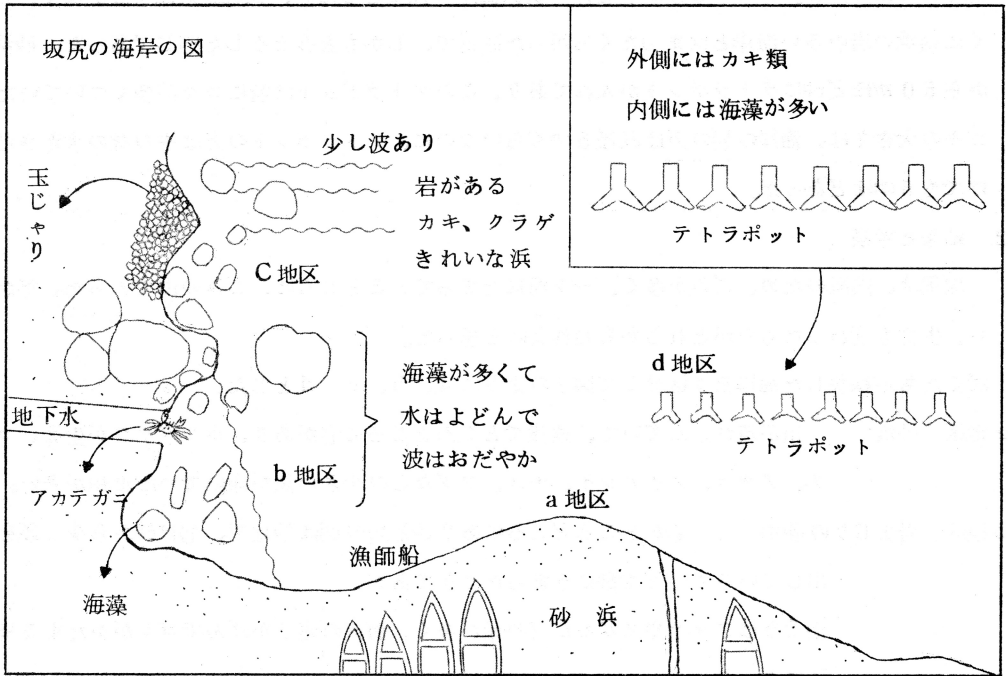 坂尻の海岸の図
外側にはカキ類
内側には海藻が多い
テトラポット
少し波あり
玉じゃり
岩がある
カキ、クラゲ
きれいな浜
C地区
海藻が多くて
水はよどんで
波はおだやか
d地区
テトラポット
地下水
アカテガニ
b地区
a地区
漁師船
海藻
砂浜